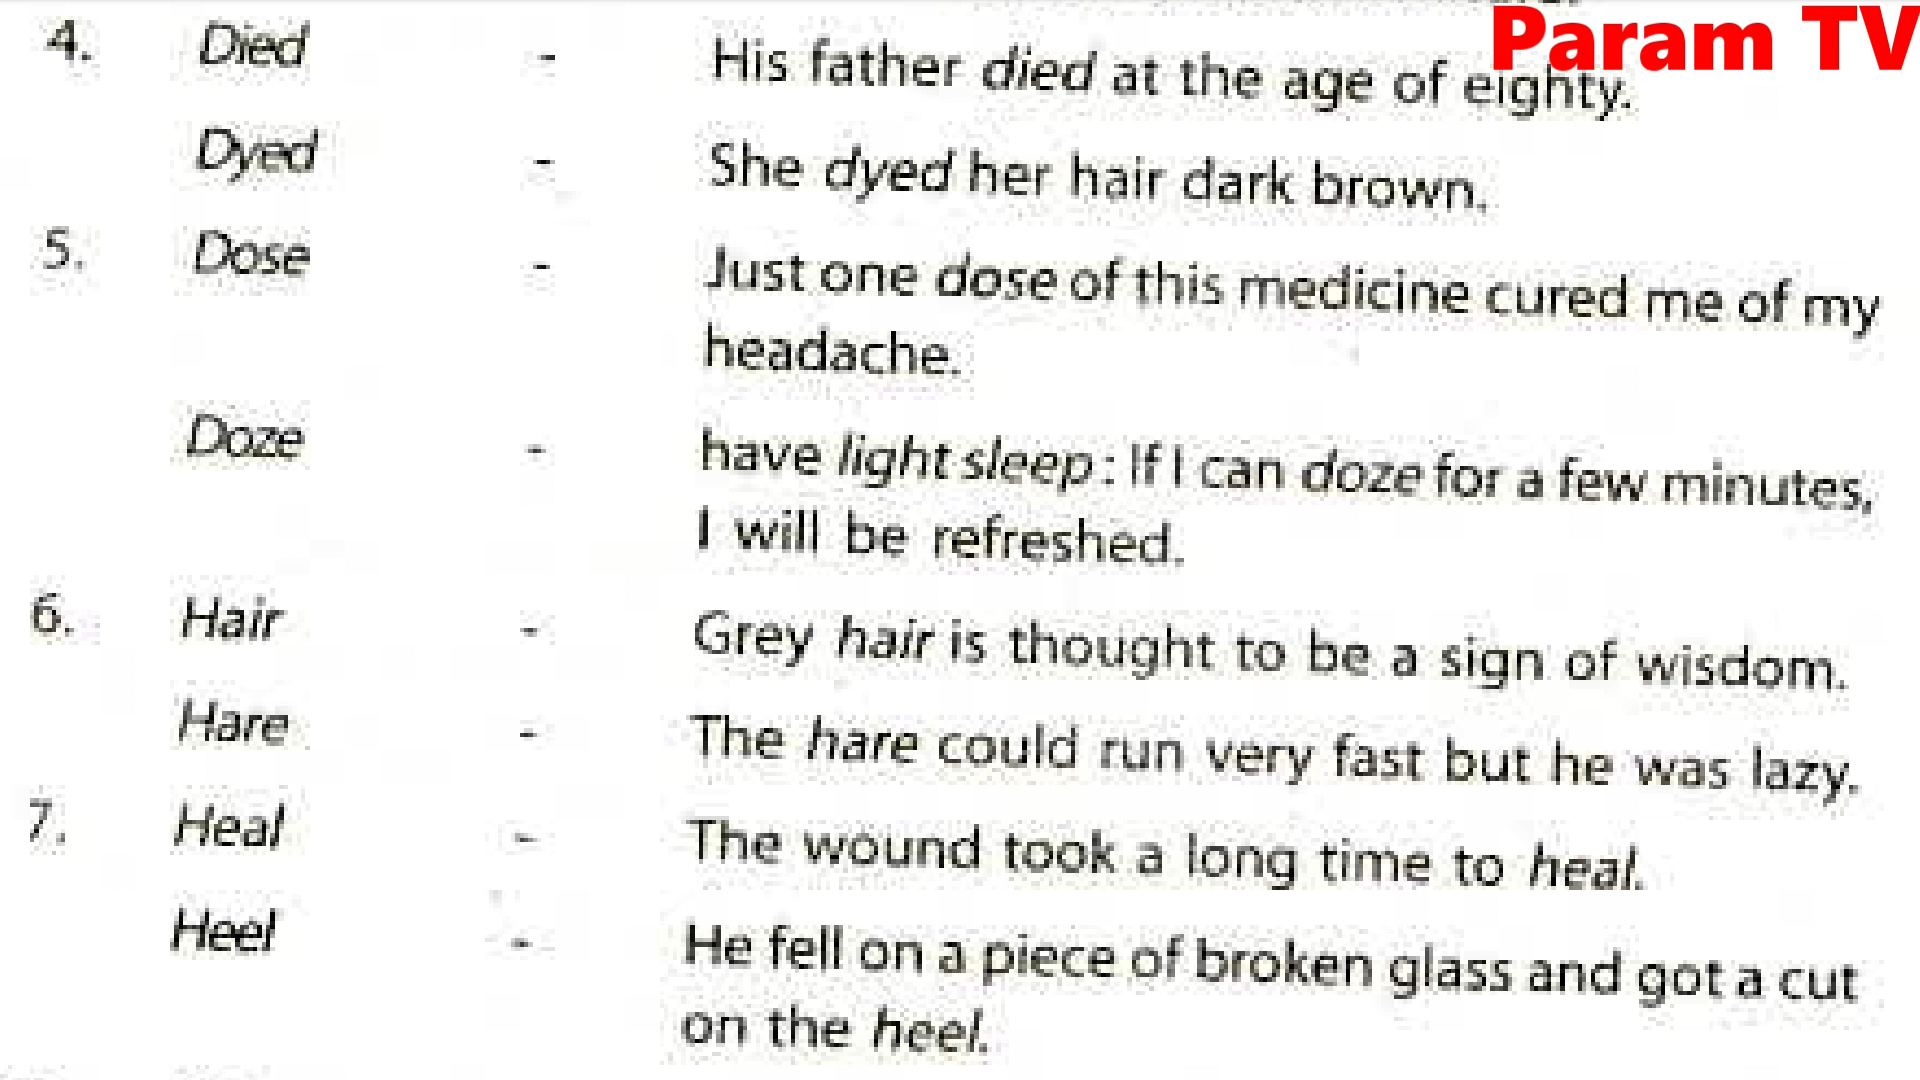 Param TV
4. Died - His father died at the age of eighty.
Dyed - She dyed her hair dark brown.
5. Dose - Just one dose of this medicine cured me of my
headache.
Doze - have light sleep : If I can doze for a few minutes,
I will be refreshed.
6. Hair - Grey hair is thought to be a sign of wisdom.
Hare - The hare could run very fast but he was lazy.
7. Heal - The wound took a long time to heal.
Heel - He fell on a piece of broken glass and got a cut
on the heel.